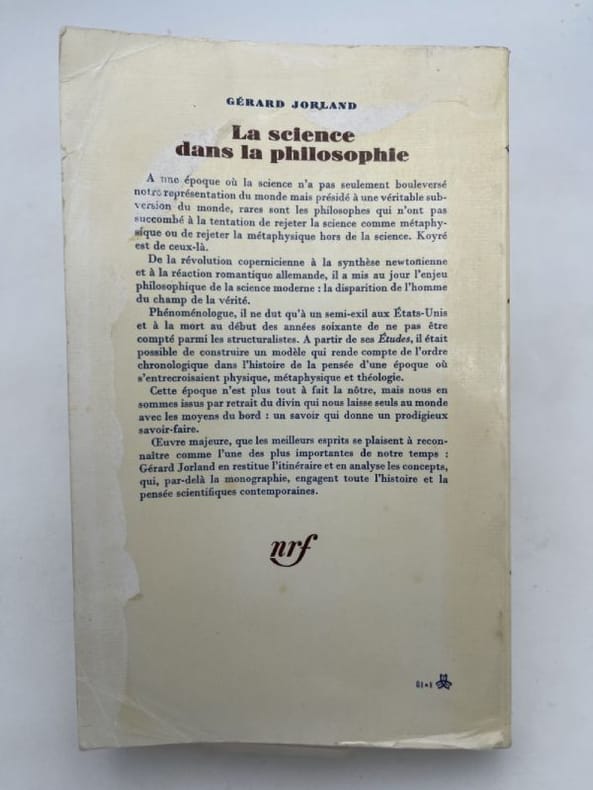 GÉRARD JORLAND
La science
dans la philosophie
A une époque où la science n'a pas seulement bouleversé
notre représentation du monde mais présidé à une véritable sub-
version du monde, rares sont les philosophes qui n'ont pas
succombé à la tentation de rejeter la science comme métaphy-
sique ou de rejeter la métaphysique hors de la science. Koyré
est de ceux-là.
De la révolution copernicienne à la synthèse newtonienne
et à la réaction romantique allemande, il a mis au jour l'enjeu
philosophique de la science moderne : la disparition de l'homme
du champ de la vérité.
Phénoménologue, il ne dut qu'à un semi-exil aux États-Unis
et à la mort au début des années soixante de ne pas être
compté parmi les structuralistes. A partir de ses Études, il était
possible de construire un modèle qui rende compte de l'ordre
chronologique dans l'histoire de la pensée d'une époque où
s'entrecroisaient physique, métaphysique et théologie.
Cette époque n'est plus tout à fait la nôtre, mais nous en
sommes issus par retrait du divin qui nous laisse seuls au monde
avec les moyens du bord : un savoir qui donne un prodigieux
savoir-faire.
Œuvre majeure, que les meilleurs esprits se plaisent à recon-
naître comme l'une des plus importantes de notre temps :
Gérard Jorland en restitue l'itinéraire et en analyse les concepts,
qui, par-delà la monographie, engagent toute l'histoire et la
pensée scientifiques contemporaines.
nrf